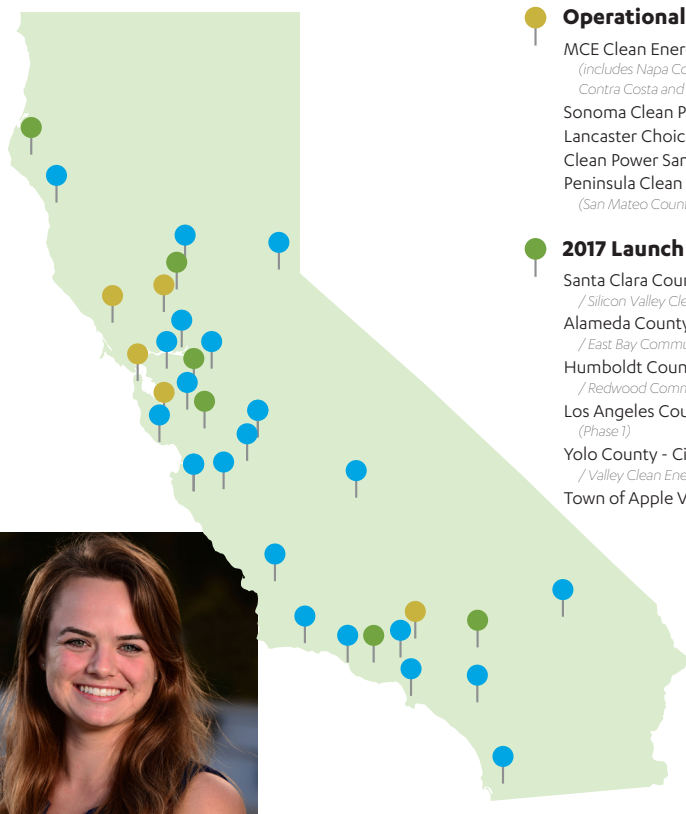 Operational
MCE Clean Ener
(includes Napa Co
Contra Costa and
Sonoma Clean P
Lancaster Choic
Clean Power San
Peninsula Clean
(San Mateo Count
2017 Launch
Santa Clara Coun
/ Silicon Valley Cle
Alameda County
/ East Bay Commu
Humboldt Coun
/ Redwood Comm
Los Angeles Cou
(Phase 1)
Yolo County - Ci
/ Valley Clean Ene
Town of Apple V